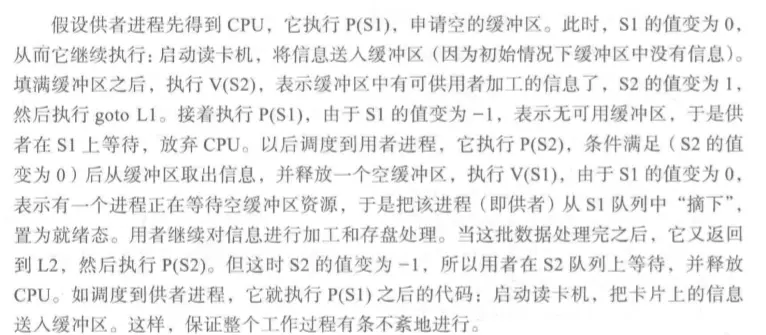 假设供者进程先得到 CPU，它执行 P(S1)，申请空的缓冲区。此时，S1 的值变为 0，
从而它继续执行：启动读卡机，将信息送入缓冲区（因为初始情况下缓冲区中没有信息）。
填满缓冲区之后，执行 V(S2)，表示缓冲区中有可供用者加工的信息了，S2 的值变为 1，
然后执行 goto L1。接着执行 P(S1)，由于 S1 的值变为 −1，表示无可用缓冲区，于是供
者在 S1 上等待，放弃 CPU。以后调度到用者进程，它执行 P(S2)，条件满足（S2 的值
变为 0）后从缓冲区取出信息，并释放一个空缓冲区，执行 V(S1)，由于 S1 的值变为 0，
表示有一个进程正在等待空缓冲区资源，于是把该进程（即供者）从 S1 队列中“摘下”，
置为就绪态。用者继续对信息进行加工和存盘处理。当这批数据处理完之后，它又返回
到 L2，然后执行 P(S2)。但这时 S2 的值变为 −1，所以用者在 S2 队列上等待，并释放
CPU。如调度到供者进程，它就执行 P(S1) 之后的代码：启动读卡机，把卡片上的信息
送入缓冲区。这样，保证整个工作过程有条不紊地进行。